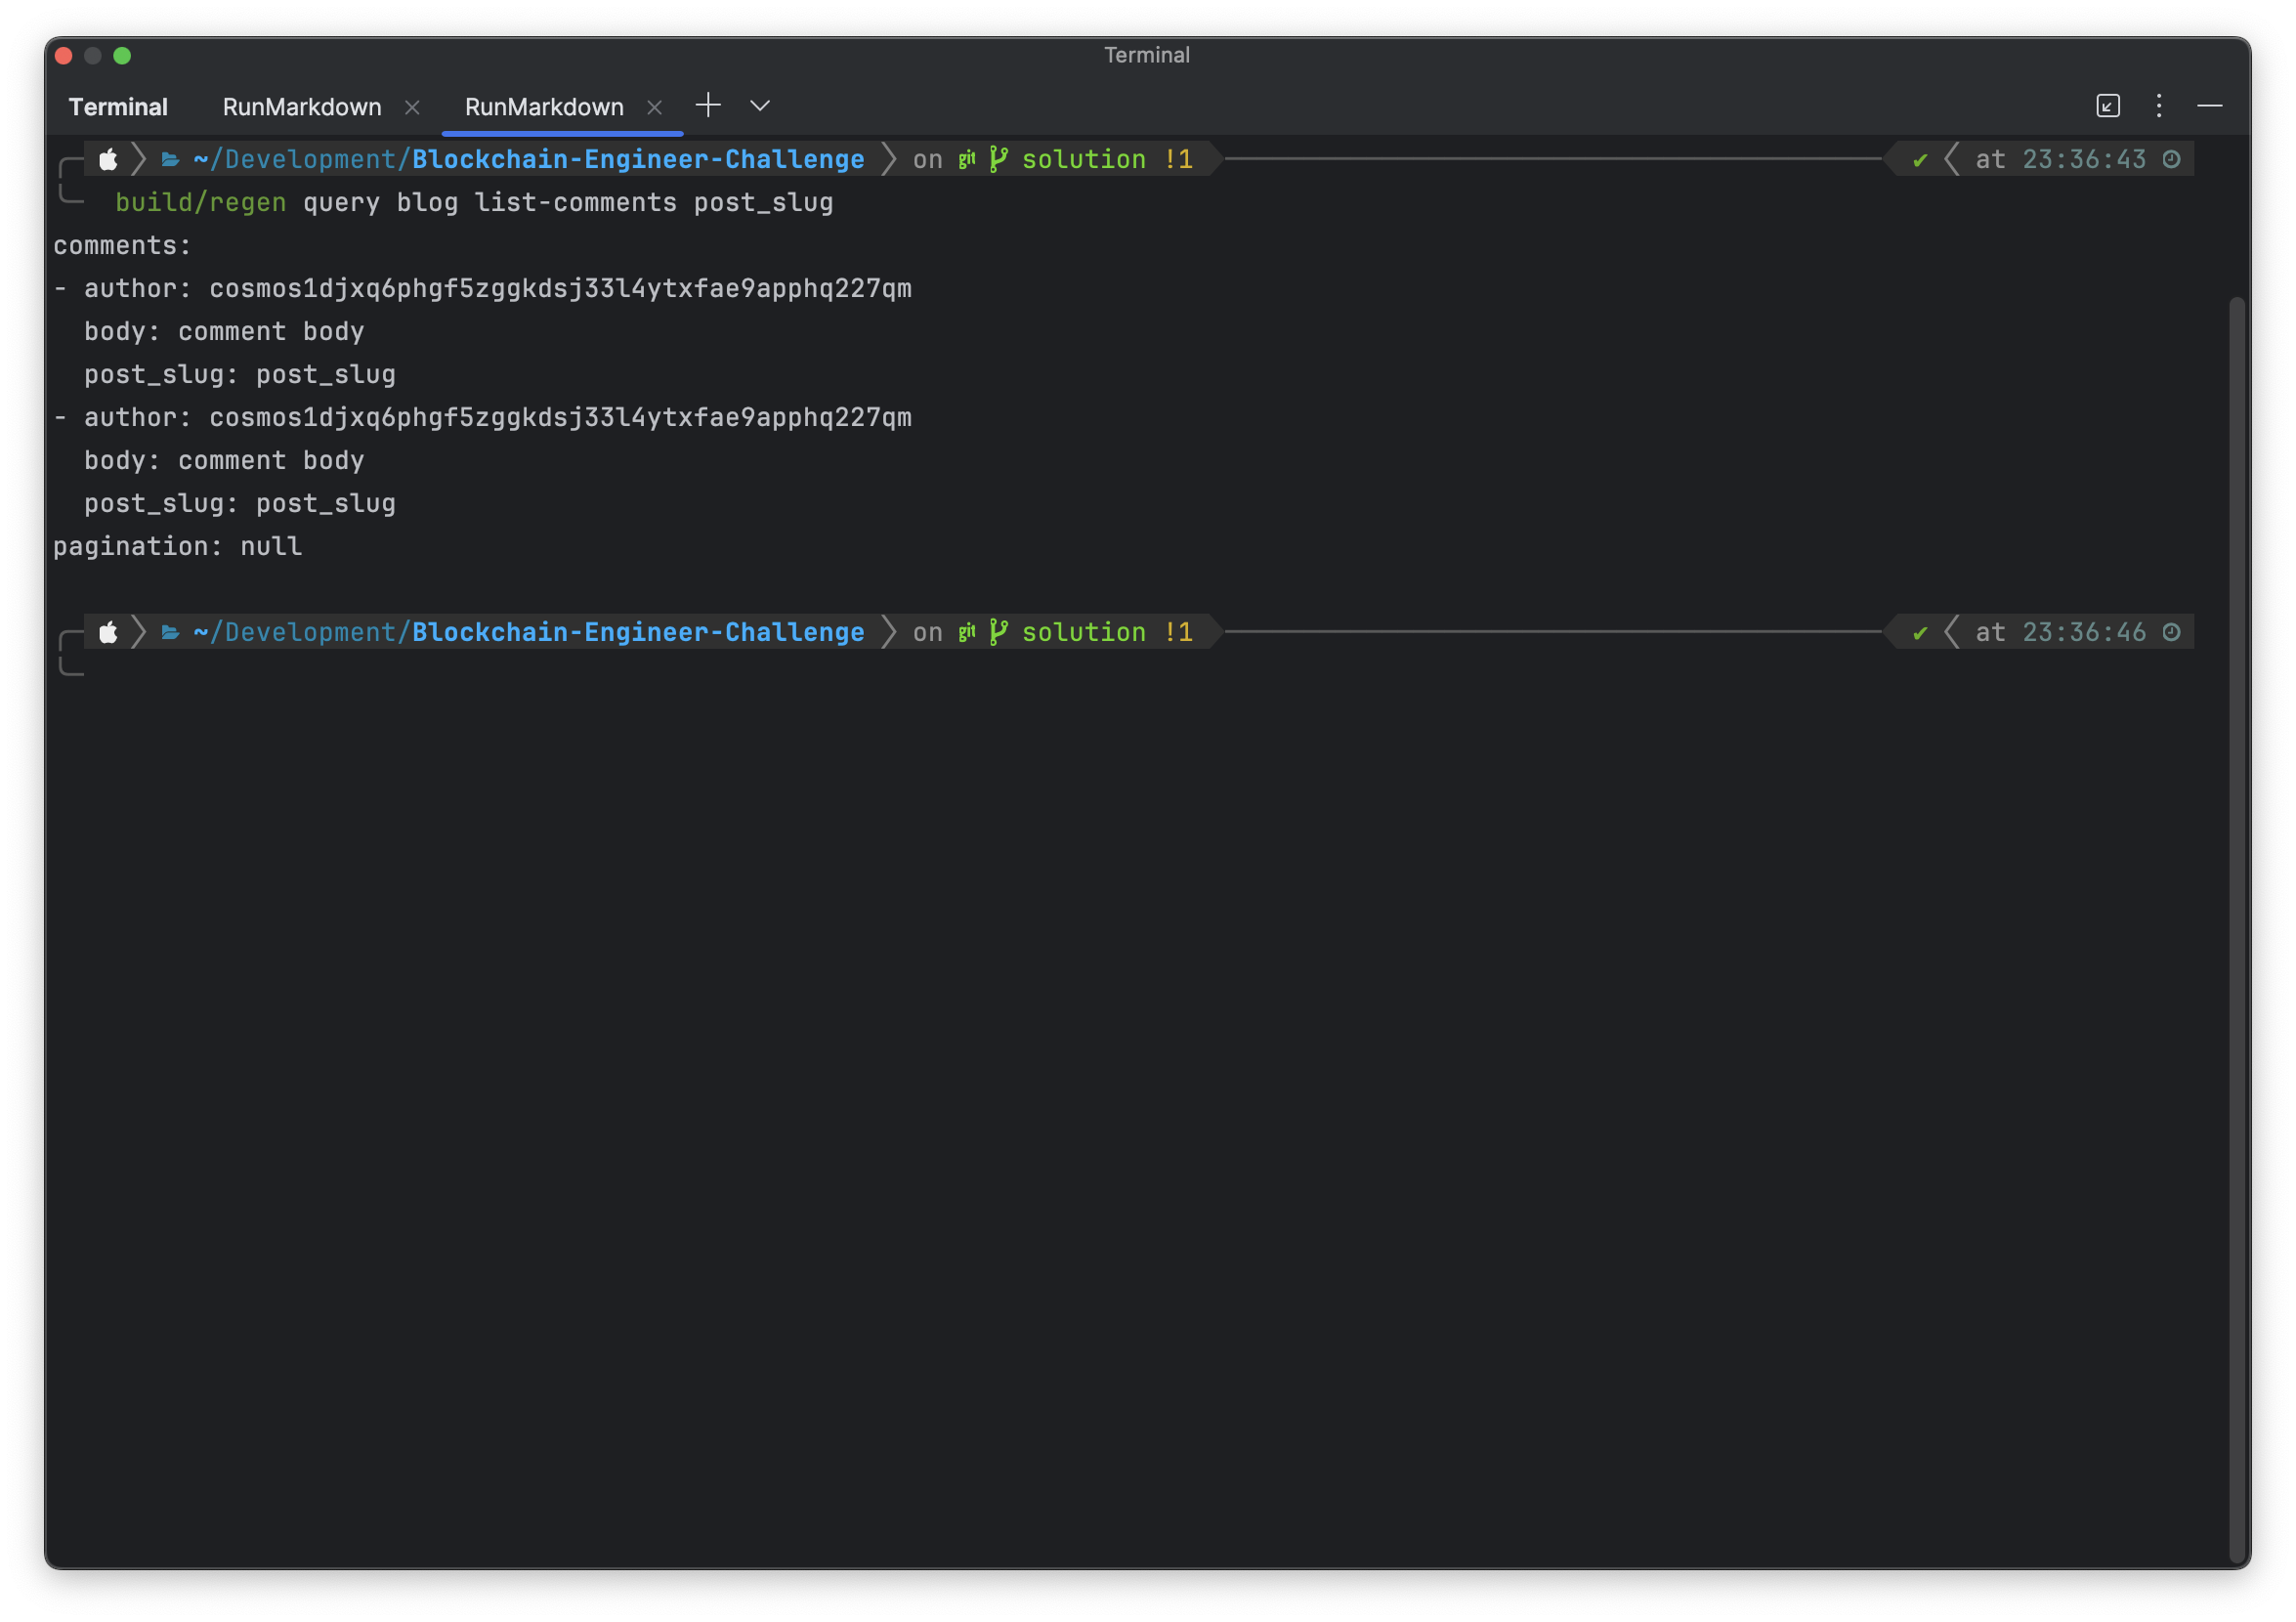 Terminal
Terminal RunMarkdown RunMarkdown
~/Development/Blockchain-Engineer-Challenge on git solution !1 ✔ at 23:36:43
build/regen query blog list-comments post_slug
comments:
- author: cosmos1djxq6phgf5zggkdsj33l4ytxfae9apphq227qm
  body: comment body
  post_slug: post_slug
- author: cosmos1djxq6phgf5zggkdsj33l4ytxfae9apphq227qm
  body: comment body
  post_slug: post_slug
pagination: null
~/Development/Blockchain-Engineer-Challenge on git solution !1 ✔ at 23:36:46